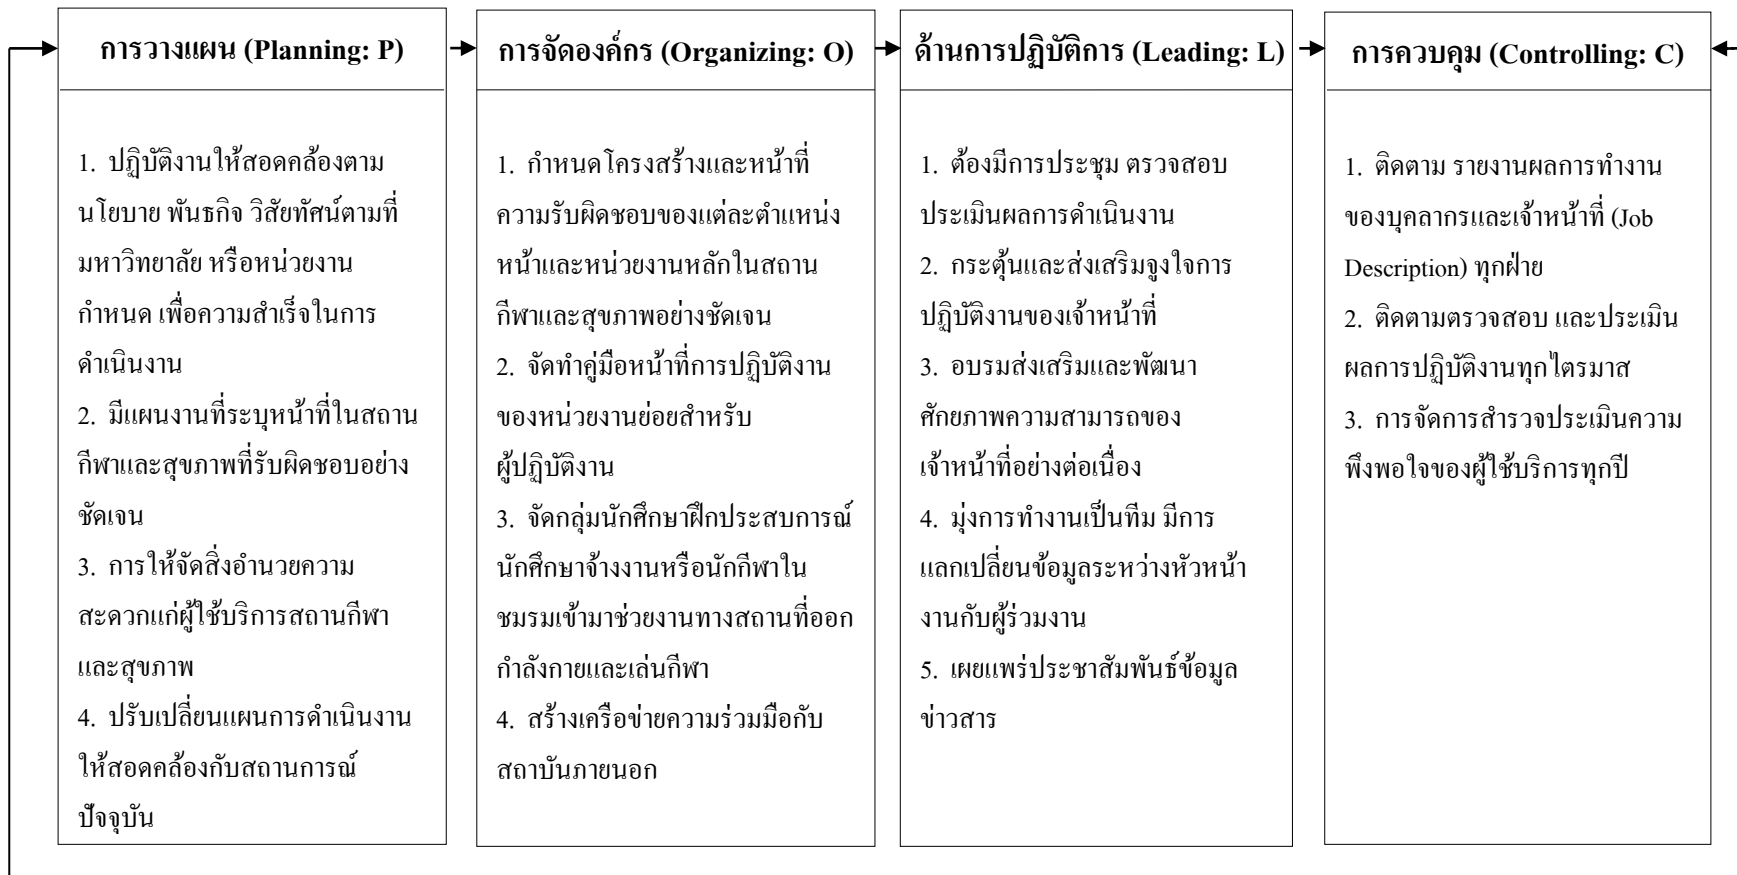 การวางแผน (Planning: P)
1. ปฏิบัติงานให้สอดคล้องตาม
นโยบาย พันธกิจ วิสัยทัศน์ตามที่
มหาวิทยาลัย หรือหน่วยงาน
กำหนด เพื่อความสำเร็จในการ
ดำเนินงาน
2. มีแผนงานที่ระบุหน้าที่ในสถาน
กีฬาและสุขภาพที่รับผิดชอบอย่าง
ชัดเจน
3. การให้จัดสิ่งอำนวยความ
สะดวกแก่ผู้ใช้บริการสถานกีฬา
และสุขภาพ
4. ปรับเปลี่ยนแผนการดำเนินงาน
ให้สอดคล้องกับสถานการณ์
ปัจจุบัน
การจัดองค์กร (Organizing: O)
1. กำหนดโครงสร้างและหน้าที่
ความรับผิดชอบของแต่ละตำแหน่ง
หน้าและหน่วยงานหลักในสถาน
กีฬาและสุขภาพอย่างชัดเจน
2. จัดทำคู่มือหน้าที่การปฏิบัติงาน
ของหน่วยงานย่อยสำหรับ
ผู้ปฏิบัติงาน
3. จัดกลุ่มนักศึกษาฝึกประสบการณ์
นักศึกษาจ้างงานหรือนักกีฬาใน
ชมรมเข้ามาช่วยงานทางสถานที่ออก
กำลังกายและเล่นกีฬา
4. สร้างเครือข่ายความร่วมมือกับ
สถาบันภายนอก
ด้านการปฏิบัติการ (Leading: L)
1. ต้องมีการประชุม ตรวจสอบ
ประเมินผลการดำเนินงาน
2. กระตุ้นและส่งเสริมจูงใจการ
ปฏิบัติงานของเจ้าหน้าที่
3. อบรมส่งเสริมและพัฒนา
ศักยภาพความสามารถของ
เจ้าหน้าที่อย่างต่อเนื่อง
4. มุ่งการทำงานเป็นทีม มีการ
แลกเปลี่ยนข้อมูลระหว่างหัวหน้า
งานกับผู้ร่วมงาน
5. เผยแพร่ประชาสัมพันธ์ข้อมูล
ข่าวสาร
การควบคุม (Controlling: C)
1. ติดตาม รายงานผลการทำงาน
ของบุคลากรและเจ้าหน้าที่ (Job
Description) ทุกฝ่าย
2. ติดตามตรวจสอบ และประเมิน
ผลการปฏิบัติงานทุกไตรมาส
3. การจัดการสำรวจประเมินความ
พึงพอใจของผู้ใช้บริการทุกปี